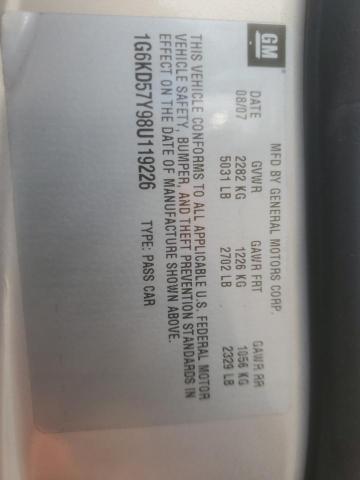 GM
MFD BY GENERAL MOTORS CORP.
DATE GVWR GAWR FRT GAWR RR
08/07 2282 KG 1226 KG 1056 KG
5031 LB 2702 LB 2329 LB
THIS VEHICLE CONFORMS TO ALL APPLICABLE U.S. FEDERAL MOTOR
VEHICLE SAFETY, BUMPER, AND THEFT PREVENTION STANDARDS IN
EFFECT ON THE DATE OF MANUFACTURE SHOWN ABOVE.
1G6KD57Y98U119226 TYPE: PASS CAR